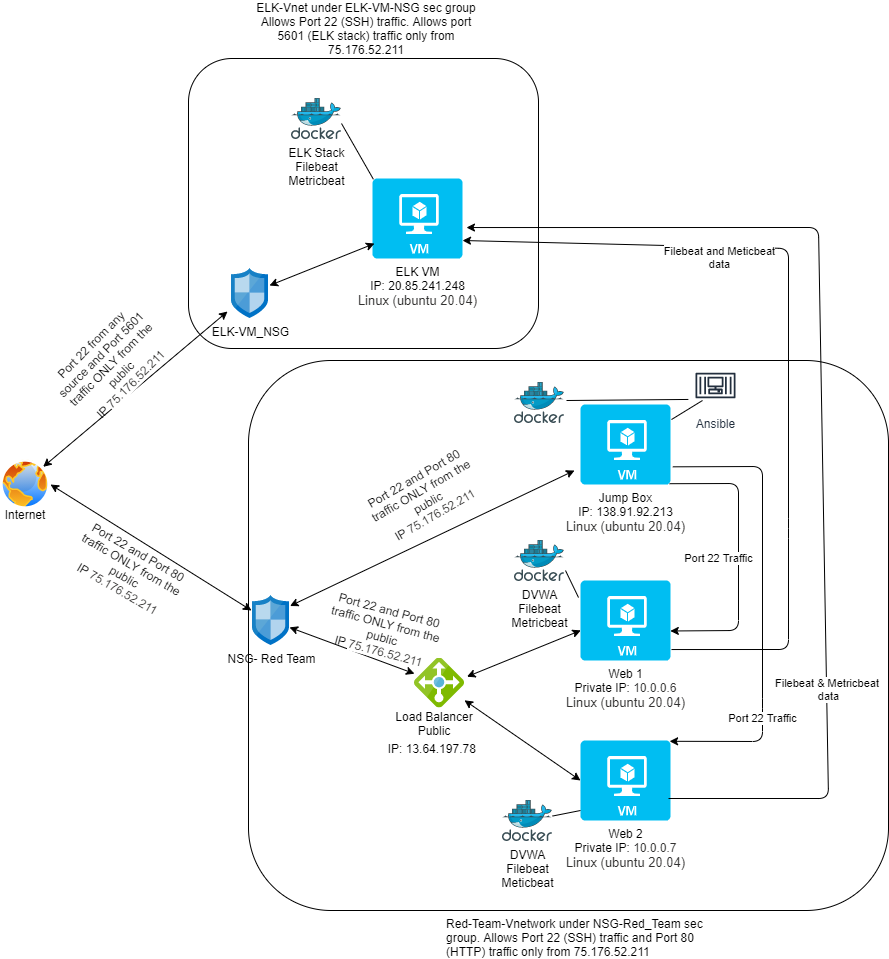 ELK-Vnet under ELK-VM-NSG sec group
Allows Port 22 (SSH) traffic. Allows port
5601 (ELK stack) traffic only from
75.176.52.211
docker
ELK Stack
Filebeat
Metricbeat
VM
ELK VM
IP: 20.85.241.248
Linux (ubuntu 20.04)
ELK-VM_NSG
Filebeat and Meticbeat
data
Port 22 from any
source and Port 5601
traffic ONLY from the
public
IP 75.176.52.211
Internet
Port 22 and Port 80
traffic ONLY from the
public
IP 75.176.52.211
NSG- Red Team
Port 22 and Port 80
traffic ONLY from the
public
IP 75.176.52.211
docker
Ansible
VM
Jump Box
IP: 138.91.92.213
Linux (ubuntu 20.04)
Port 22 Traffic
docker
DVWA
Filebeat
Metricbeat
VM
Web 1
Private IP: 10.0.0.6
Linux (ubuntu 20.04)
Port 22 and Port 80
traffic ONLY from the
public
IP 75.176.52.211
Load Balancer
Public
IP: 13.64.197.78
Filebeat & Metricbeat
data
Port 22 Traffic
VM
Web 2
Private IP: 10.0.0.7
Linux (ubuntu 20.04)
docker
DVWA
Filebeat
Meticbeat
Red-Team-Vnetwork under NSG-Red_Team sec
group. Allows Port 22 (SSH) traffic and Port 80
(HTTP) traffic only from 75.176.52.211